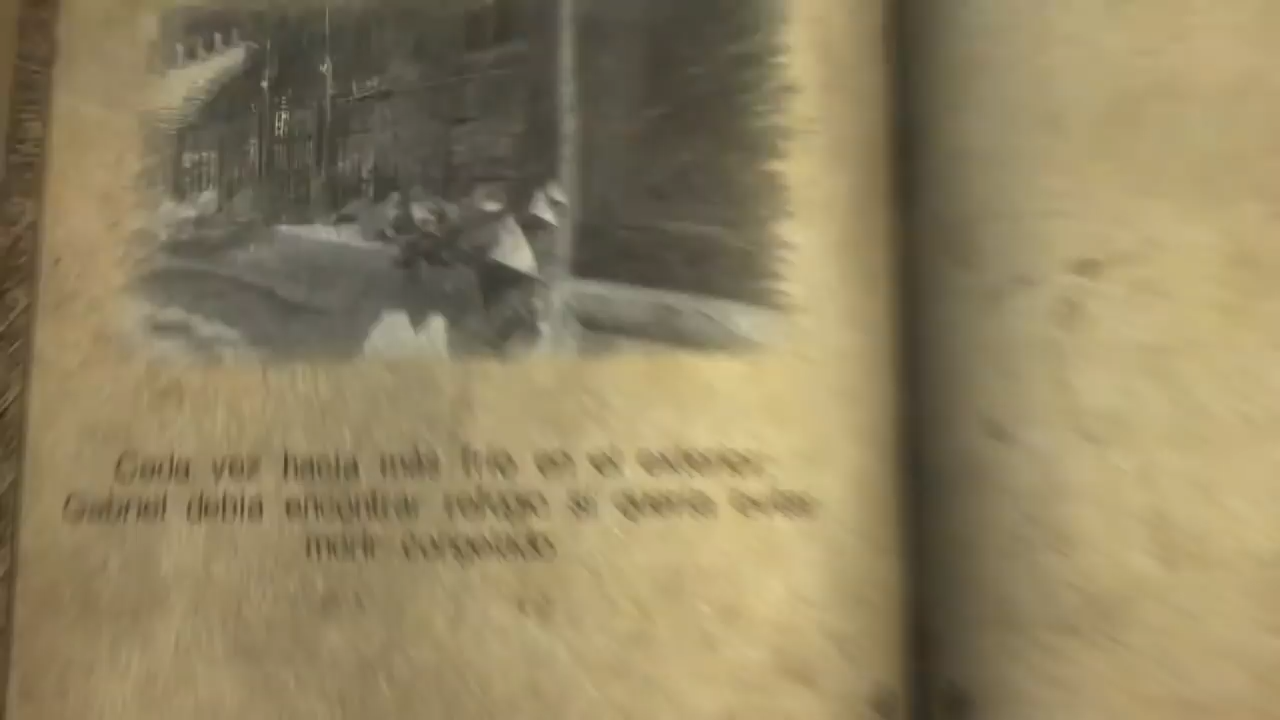 Cada vez hacía más frío en el exterior.
Gabriel debía encontrar refugio si quería evitar
morir congelado.